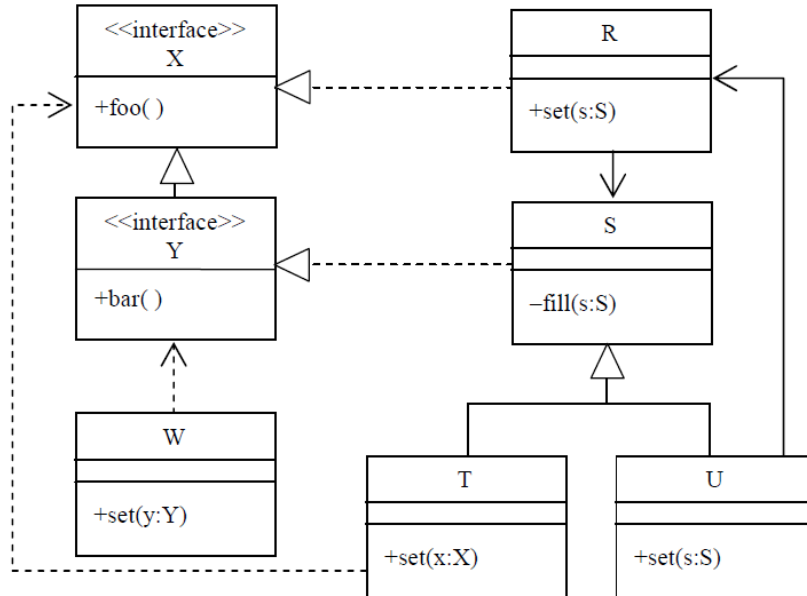 <<interface>>
X
+foo( )
R
+set(s:S)
<<interface>>
Y
+bar( )
S
–fill(s:S)
W
+set(y:Y)
T
+set(x:X)
U
+set(s:S)